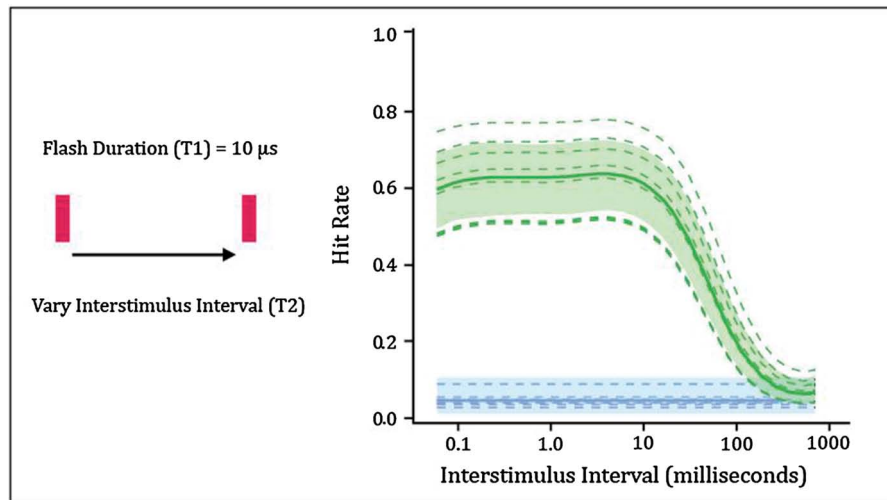 Flash Duration (T1) = 10 µs
Vary Interstimulus Interval (T2)
Hit Rate
1.0
0.8
0.6
0.4
0.2
0.0
0.1
1.0
10
100
1000
Interstimulus Interval (milliseconds)